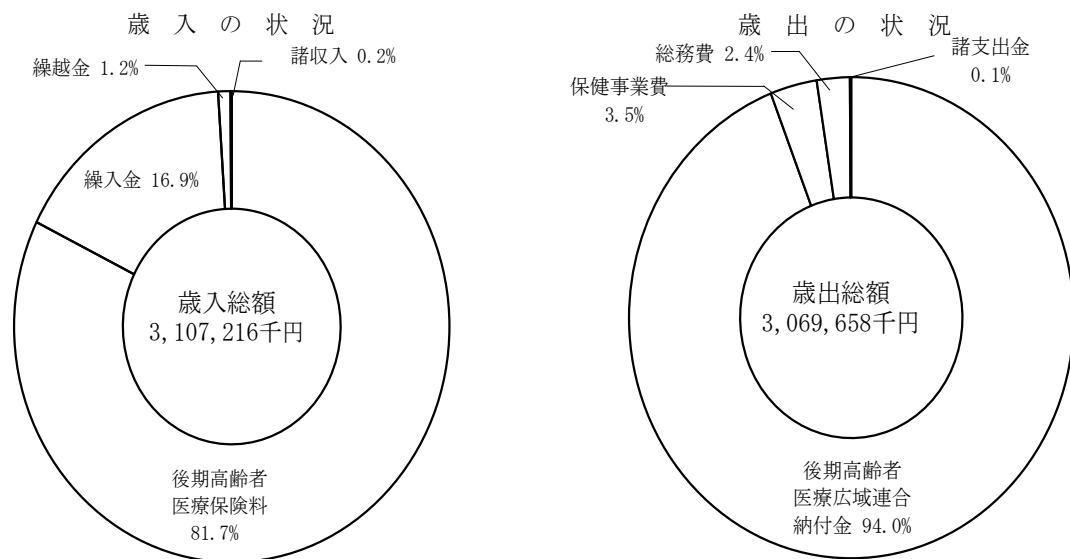 歳入の状況
繰越金 1.2%
諸収入 0.2%
繰入金 16.9%
歳入総額
3,107,216千円
後期高齢者
医療保険料
81.7%
歳出の状況
総務費 2.4%
諸支出金
0.1%
保健事業費
3.5%
歳出総額
3,069,658千円
後期高齢者
医療広域連合
納付金 94.0%